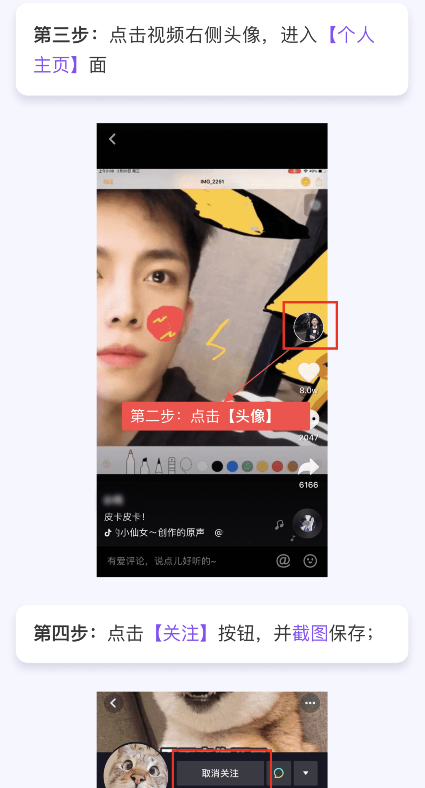 第三步：点击视频右侧头像，进入【个人
主页】面
IMG_2261
8.0w
第二步：点击【头像】
2047
6166
皮卡皮卡！
小仙女～创作的原声 @
有爱评论，说点儿好听的~
第四步：点击【关注】按钮，并截图保存；
取消关注